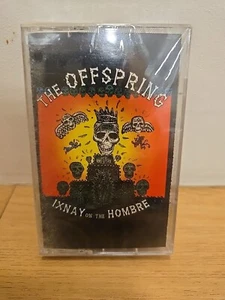 THE OFFSPRING
IXNAY ON THE HOMBRE